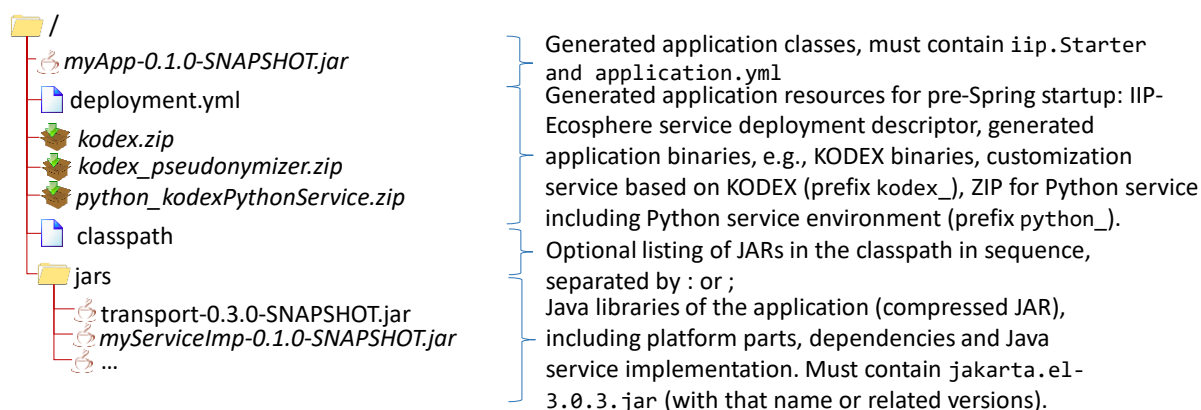 /
myApp-0.1.0-SNAPSHOT.jar
deployment.yml
kodex.zip
kodex_pseudonymizer.zip
python_kodexPythonService.zip
classpath
jars
transport-0.3.0-SNAPSHOT.jar
myServiceImp-0.1.0-SNAPSHOT.jar
...
Generated application classes, must contain iip.Starter
and application.yml
Generated application resources for pre-Spring startup: IIP-
Ecosphere service deployment descriptor, generated
application binaries, e.g., KODEX binaries, customization
service based on KODEX (prefix kodex_), ZIP for Python service
including Python service environment (prefix python_).
Optional listing of JARs in the classpath in sequence,
separated by : or ;
Java libraries of the application (compressed JAR),
including platform parts, dependencies and Java
service implementation. Must contain jakarta.el-
3.0.3.jar (with that name or related versions).